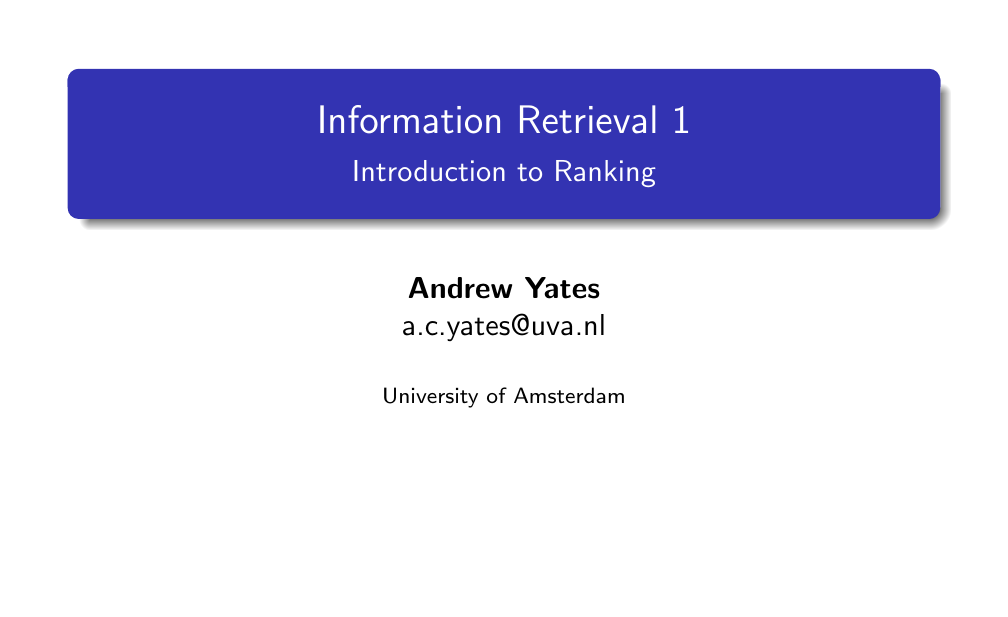 Information Retrieval 1
Introduction to Ranking
Andrew Yates
a.c.yates@uva.nl
University of Amsterdam